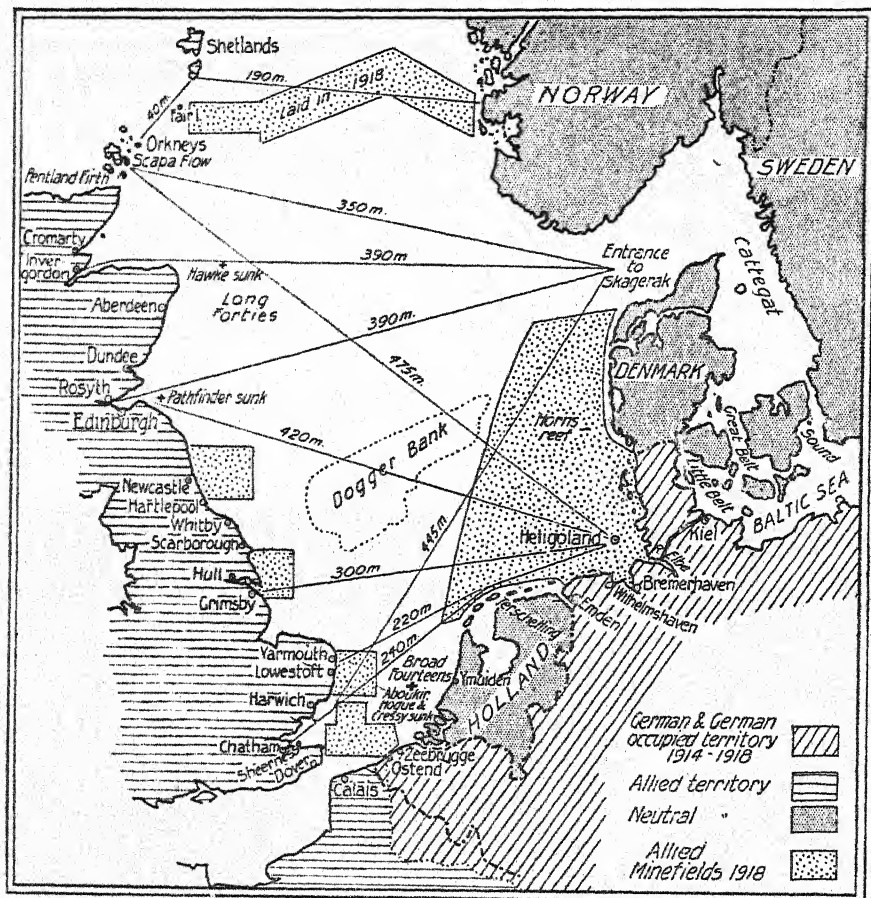 Shetlands
190m.
40m.
Fair I.
Laid in 1918
NORWAY
SWEDEN
Orkneys
Scapa Flow
Pentland Firth
350m.
Cromarty
Inver
gordon
390m.
Hawke sunk
Long
Forties
Entrance
to
Skagerak
Cattegat
Aberdeen
390m.
Dundee
475m.
DENMARK
Rosyth
Pathfinder sunk
Edinburgh
420m.
Horns
reef
Dogger Bank
Great Belt
Sound
Little Belt
BALTIC SEA
Newcastle
Hartlepool
Whitby
Scarborough
445m
Heligoland
Kiel
R. Elbe
Hull
Grimsby
300m.
Bremerhaven
Wilhelmshaven
Emden
Terschelling
220m.
240m.
Yarmouth
Lowestoft
Broad
Fourteens
Ymuiden
HOLLAND
Harwich
Aboukir
Hogue &
Cressy sunk
Chatham
Sheerness
Dover
Zeebrugge
Ostend
Calais
German & German
occupied territory
1914-1918
Allied territory
Neutral "
Allied
Minefields 1918